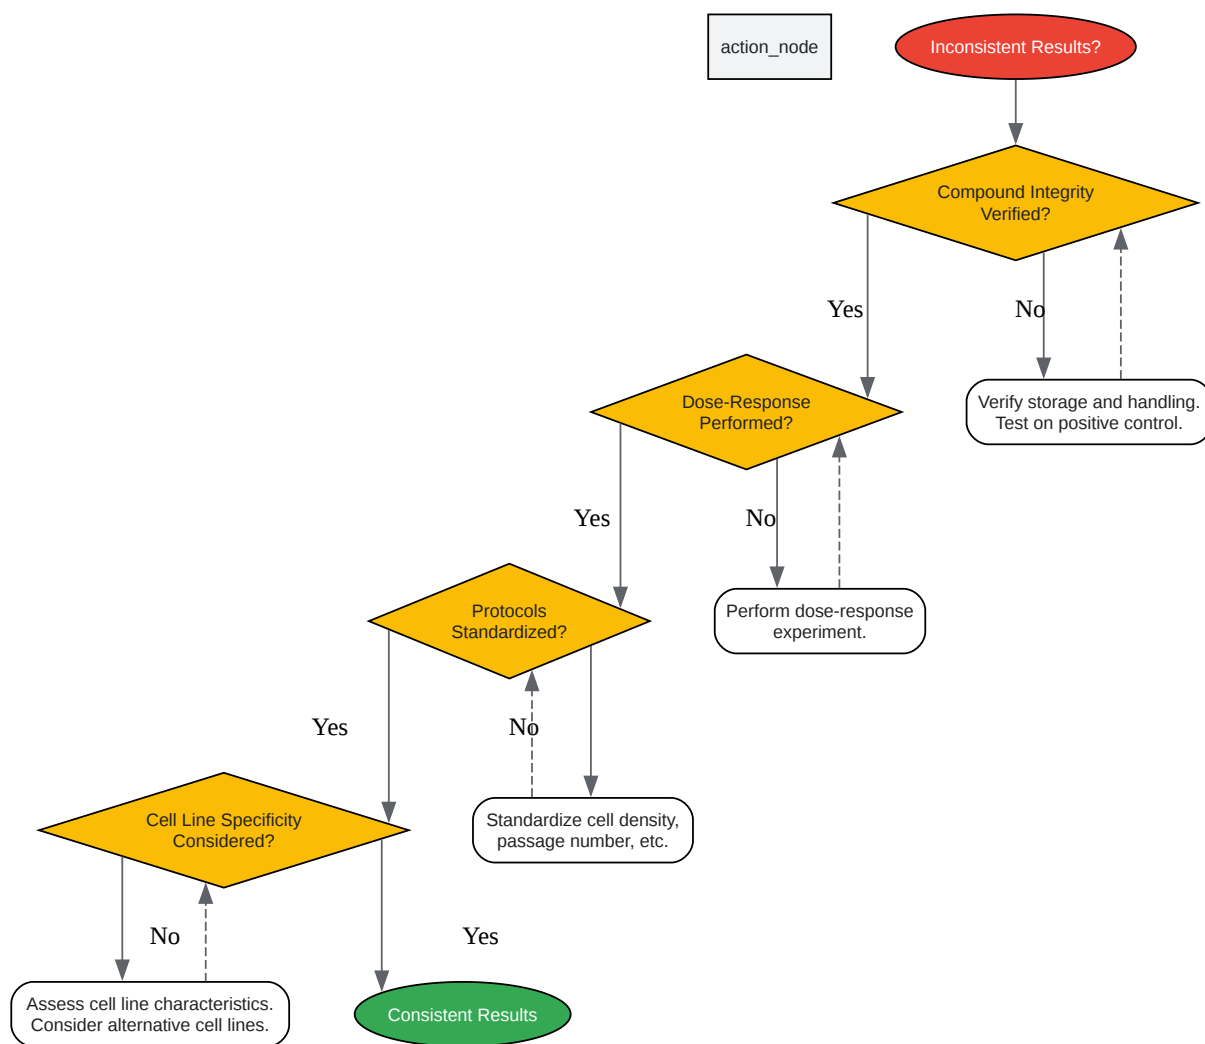 action_node
Inconsistent Results?
Compound Integrity
Verified?
Yes
No
Verify storage and handling.
Test on positive control.
Dose-Response
Performed?
Yes
No
Perform dose-response
experiment.
Protocols
Standardized?
Yes
No
Standardize cell density,
passage number, etc.
Cell Line Specificity
Considered?
No
Yes
Assess cell line characteristics.
Consider alternative cell lines.
Consistent Results